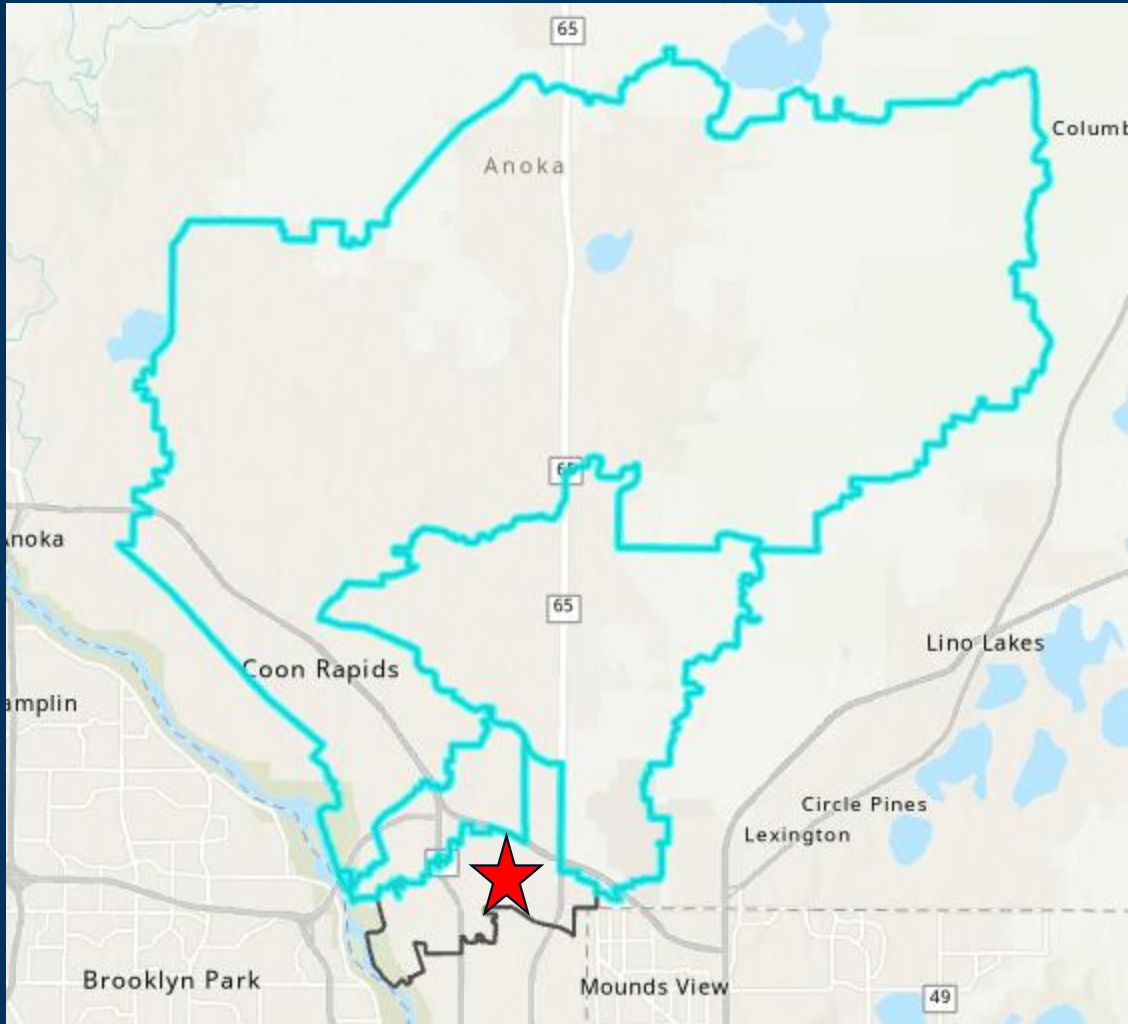 65
Columb
Anoka
65
Anoka
65
Lino Lakes
Coon Rapids
amplin
Circle Pines
Lexington
Brooklyn Park
Mounds View
49